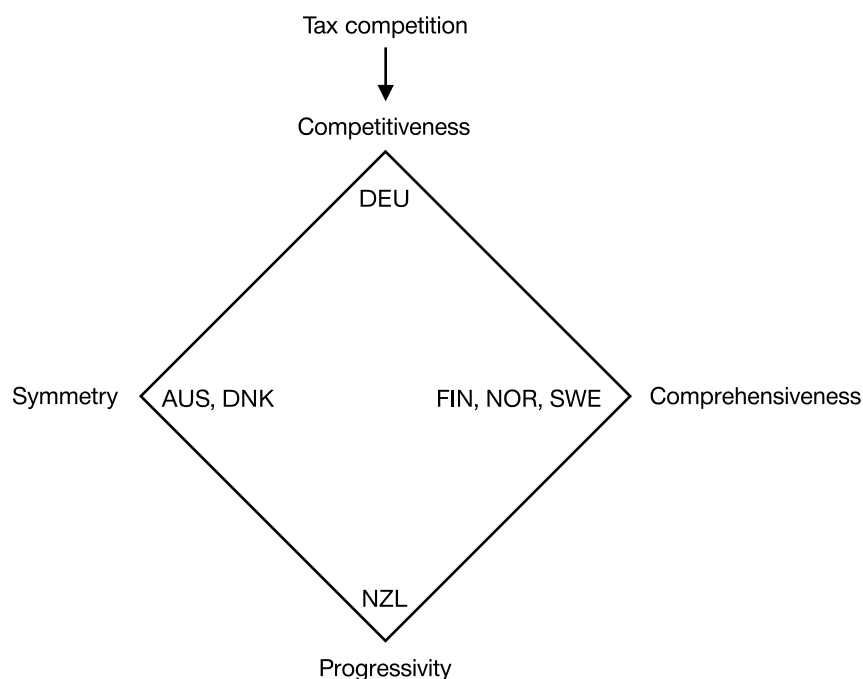 Tax competition
Competitiveness
DEU
Symmetry
AUS, DNK
FIN, NOR, SWE
Comprehensiveness
NZL
Progressivity